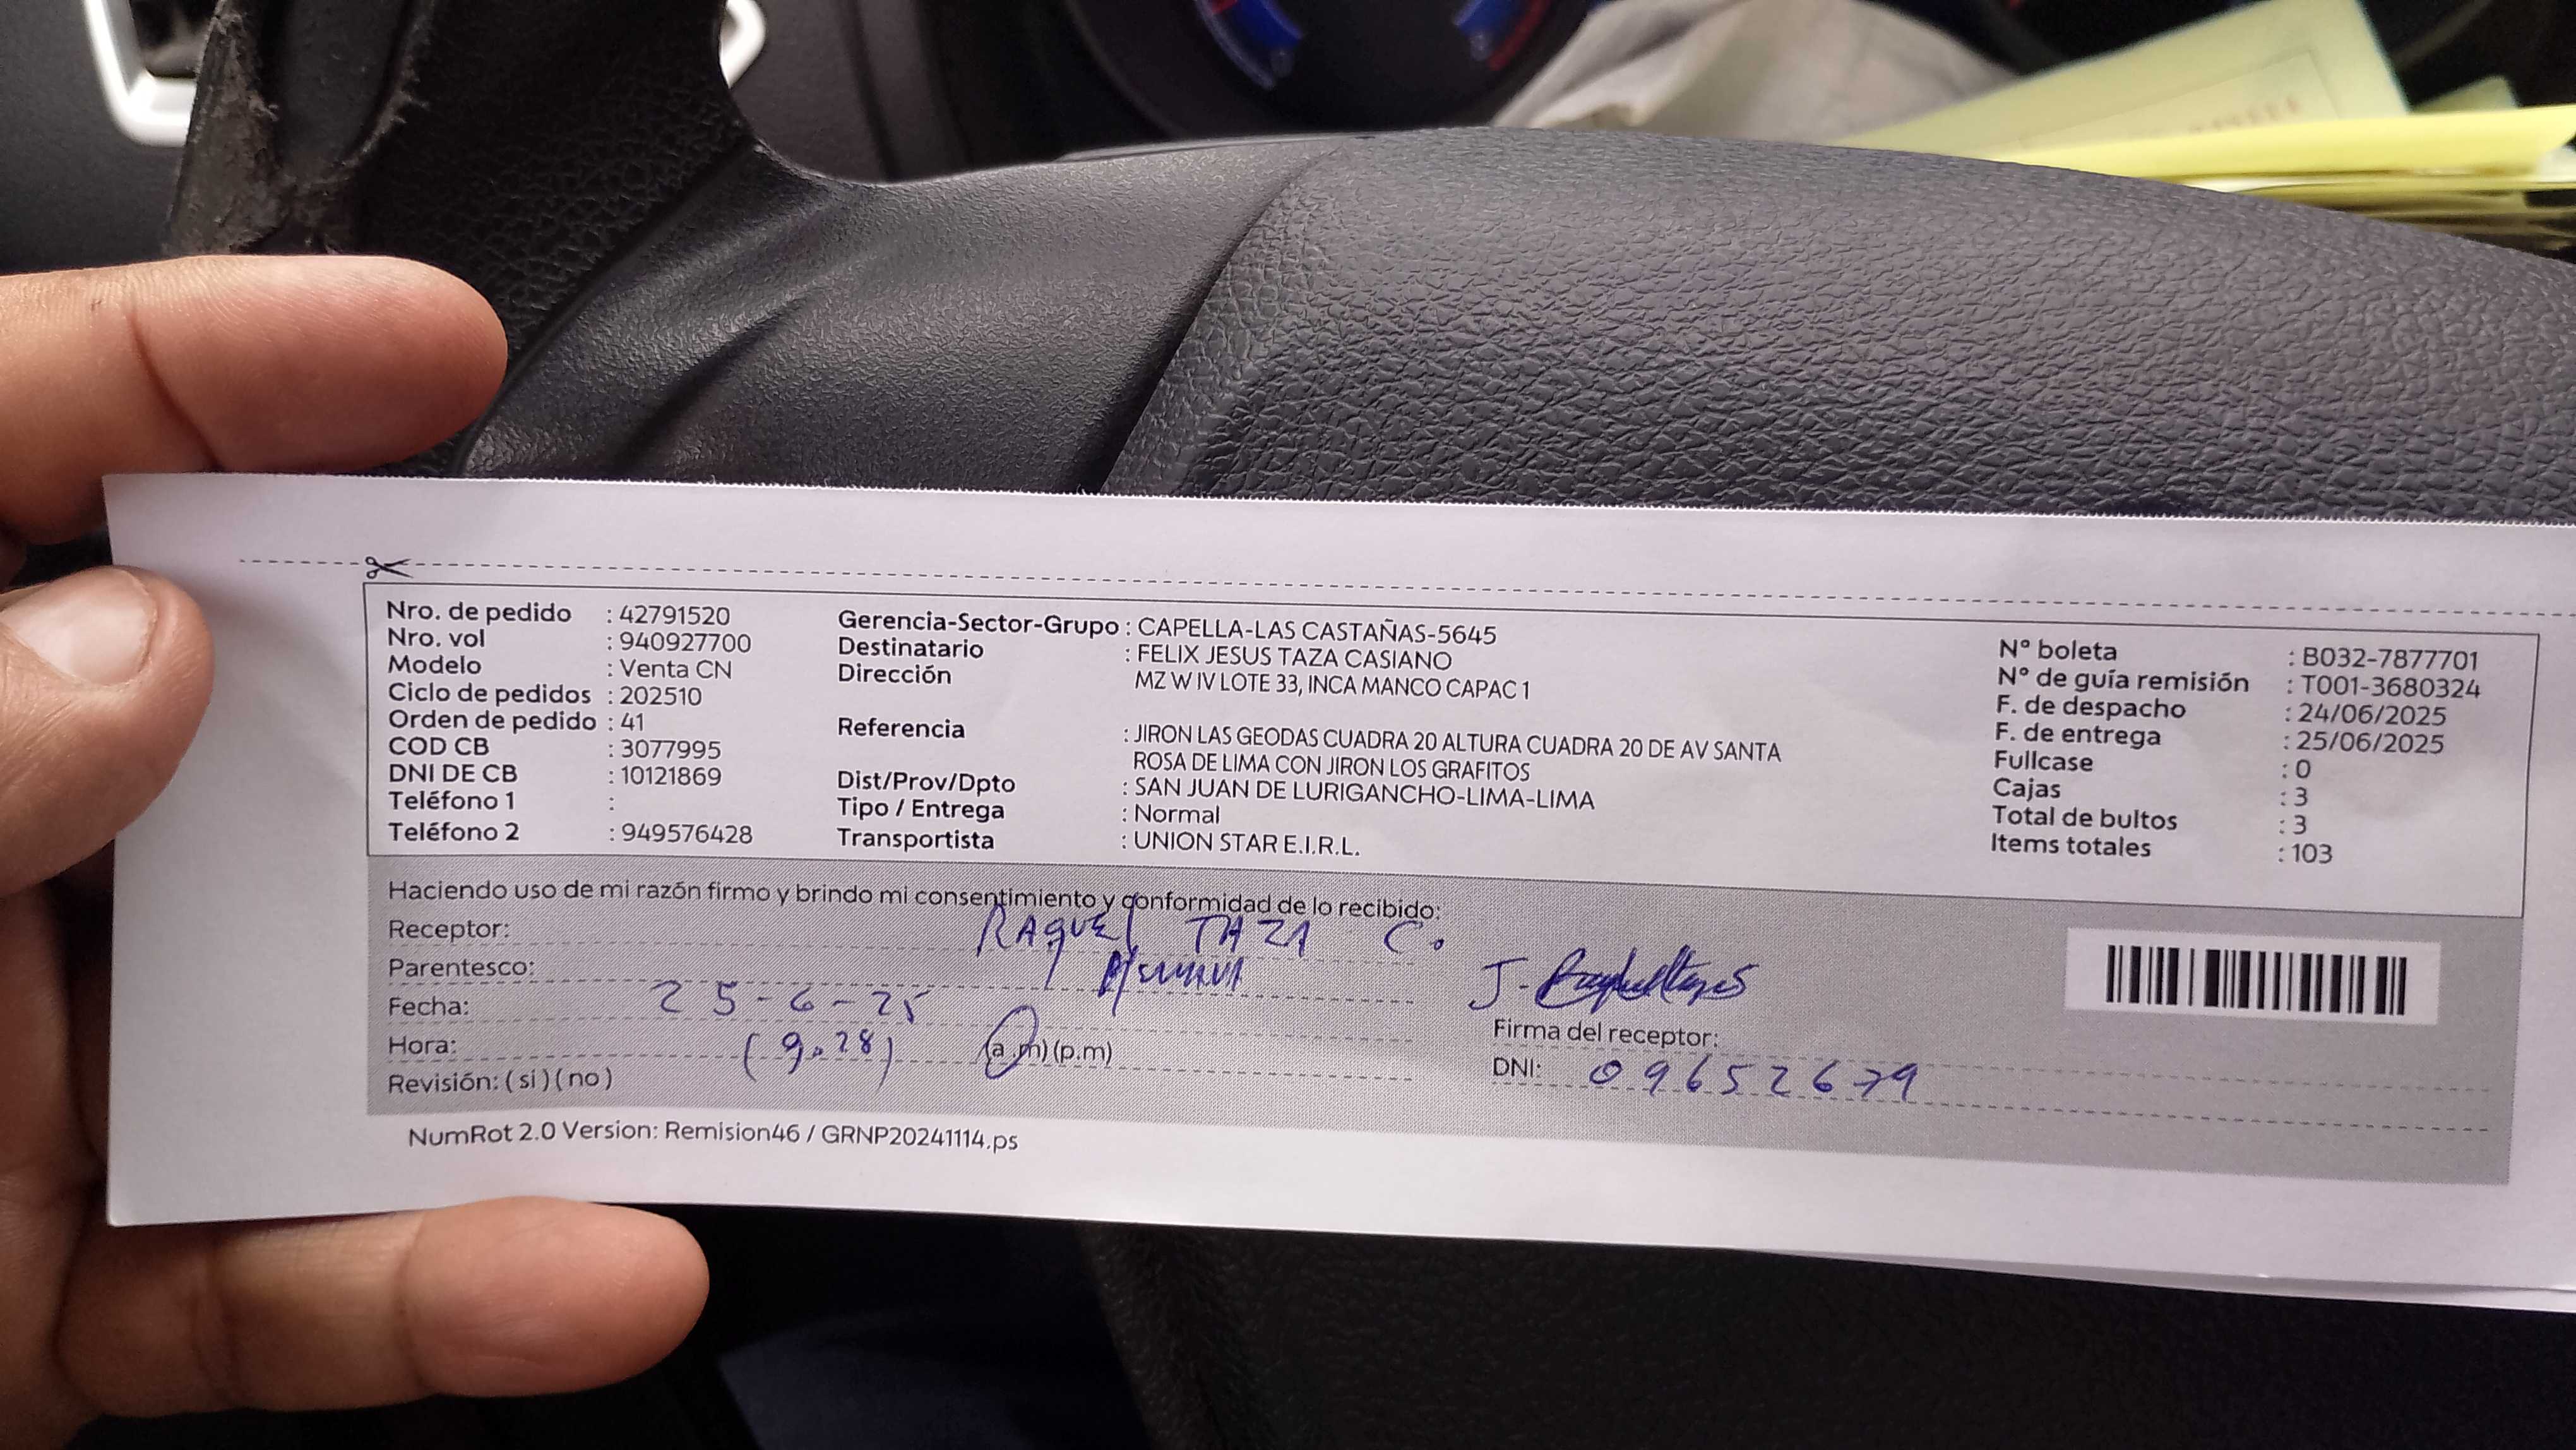 Nro. de pedido : 42791520
Nro. vol : 940927700
Modelo : Venta CN
Ciclo de pedidos : 202510
Orden de pedido : 41
COD CB : 3077995
DNI DE CB : 10121869
Teléfono 1 :
Teléfono 2 : 949576428
Gerencia-Sector-Grupo : CAPELLA-LAS CASTAÑAS-5645
Destinatario : FELIX JESUS TAZA CASIANO
Dirección MZ W IV LOTE 33, INCA MANCO CAPAC 1
Referencia : JIRON LAS GEODAS CUADRA 20 ALTURA CUADRA 20 DE AV SANTA
ROSA DE LIMA CON JIRON LOS GRAFITOS
Dist/Prov/Dpto : SAN JUAN DE LURIGANCHO-LIMA-LIMA
Tipo / Entrega : Normal
Transportista : UNION STAR E.I.R.L.
N° boleta : B032-7877701
N° de guía remisión : T001-3680324
F. de despacho : 24/06/2025
F. de entrega : 25/06/2025
Fullcase : 0
Cajas : 3
Total de bultos : 3
Items totales : 103
Haciendo uso de mi razón firmo y brindo mi consentimiento y conformidad de lo recibido:
Receptor: RAQUEL TAZA C.
Parentesco:
Fecha: 25-6-25
Hora: (9.28) (a.m)(p.m)
Revisión: (si)(no)
Firma del receptor:
DNI: 09652679
NumRot 2.0 Version: Remision46 / GRNP20241114.ps